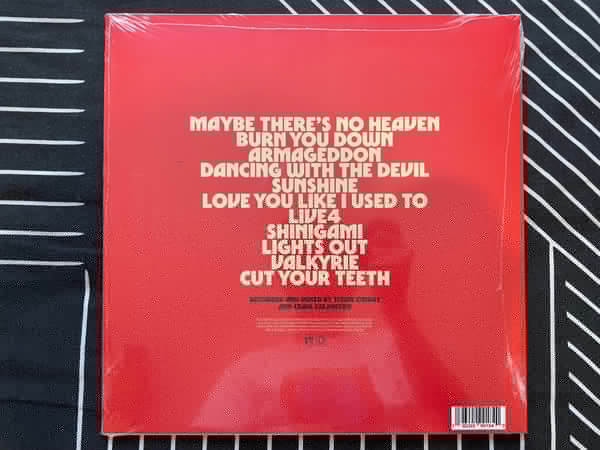 MAYBE THERE'S NO HEAVEN
BURN YOU DOWN
ARMAGEDDON
DANCING WITH THE DEVIL
SUNSHINE
LOVE YOU LIKE I USED TO
LIVE4
SHINIGAMI
LIGHTS OUT
VALKYRIE
CUT YOUR TEETH